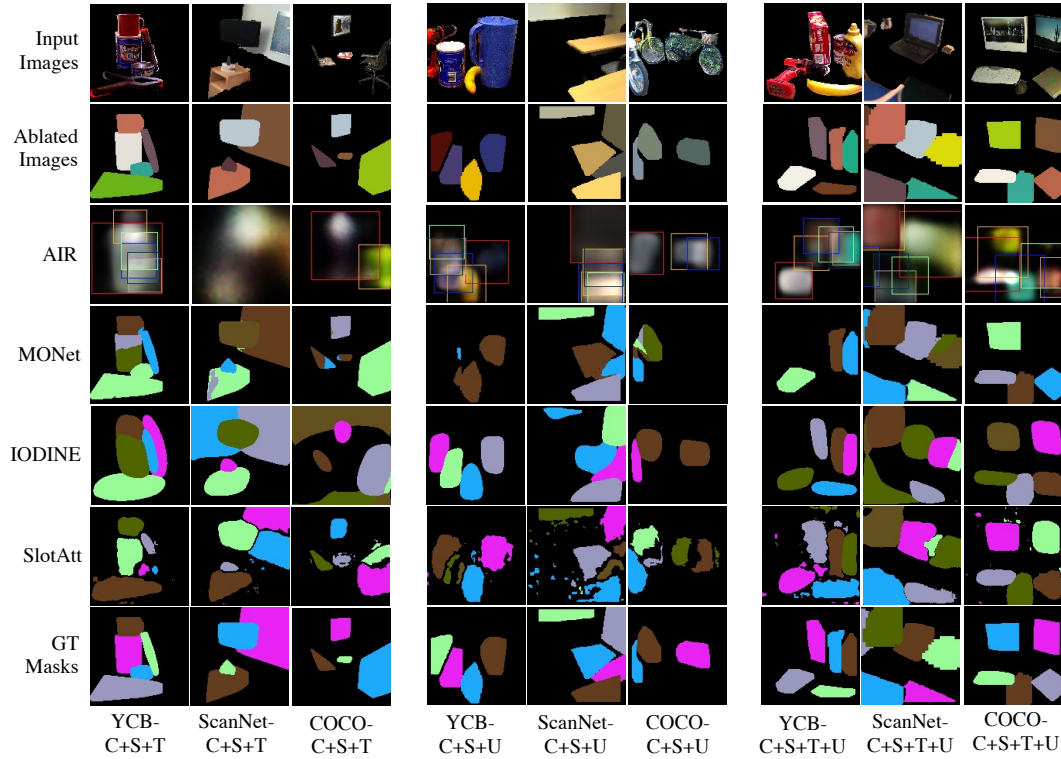 Input
Images
Ablated
Images
AIR
MONet
IODINE
SlotAtt
GT
Masks
YCB-
C+S+T
ScanNet-
C+S+T
COCO-
C+S+T
YCB-
C+S+U
ScanNet-
C+S+U
COCO-
C+S+U
YCB-
C+S+T+U
ScanNet-
C+S+T+U
COCO-
C+S+T+U